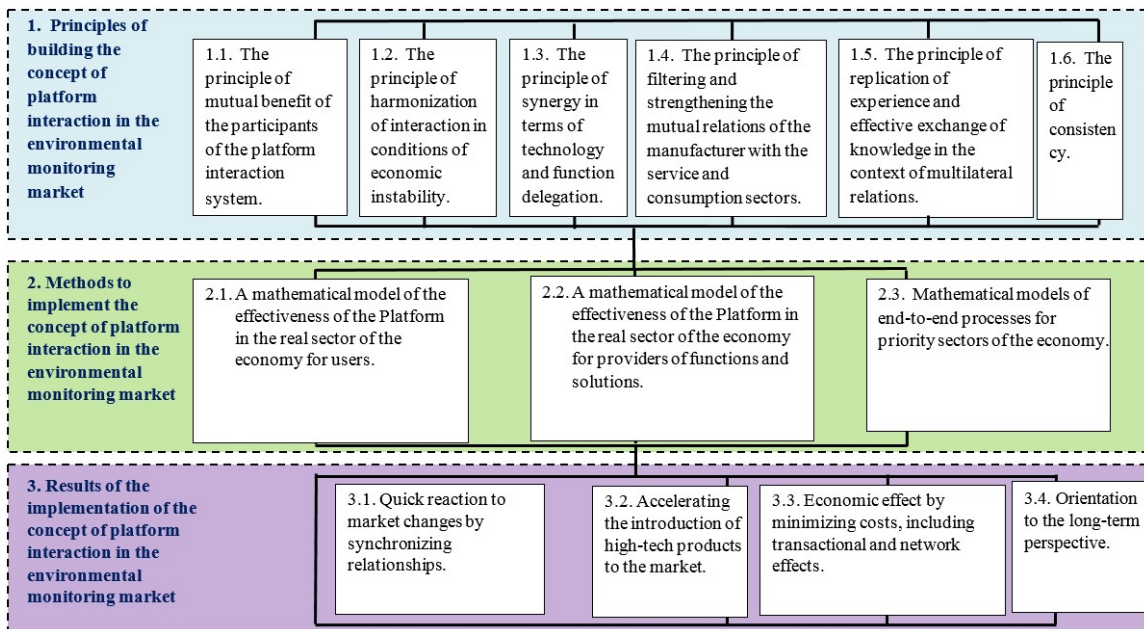 1. Principles of
building the
concept of
platform
interaction in the
environmental
monitoring
market
1.1. The
principle of
mutual benefit of
the participants
of the platform
interaction
system.
1.2. The
principle of
harmonization
of interaction in
conditions of
economic
instability.
1.3. The
principle of
synergy in
terms of
technology
and function
delegation.
1.4. The principle of
filtering and
strengthening the
mutual relations of the
manufacturer with the
service and
consumption sectors.
1.5. The principle of
replication of
experience and
effective exchange of
knowledge in the
context of multilateral
relations.
1.6. The
principle
of
consisten
cy.
2. Methods to
implement the
concept of platform
interaction in the
environmental
monitoring market
2.1. A mathematical model of the
effectiveness of the Platform
in the real sector of the
economy for users.
2.2. A mathematical model of the
effectiveness of the Platform in
the real sector of the economy
for providers of functions and
solutions.
2.3. Mathematical models of
end-to-end processes for
priority sectors of the economy.
3. Results of the
implementation of the
concept of platform
interaction in the
environmental
monitoring market
3.1. Quick reaction to
market changes by
synchronizing
relationships.
3.2. Accelerating
the introduction of
high-tech products
to the market.
3.3. Economic effect by
minimizing costs, including
transactional and network
effects.
3.4. Orientation
to the long-term
perspective.